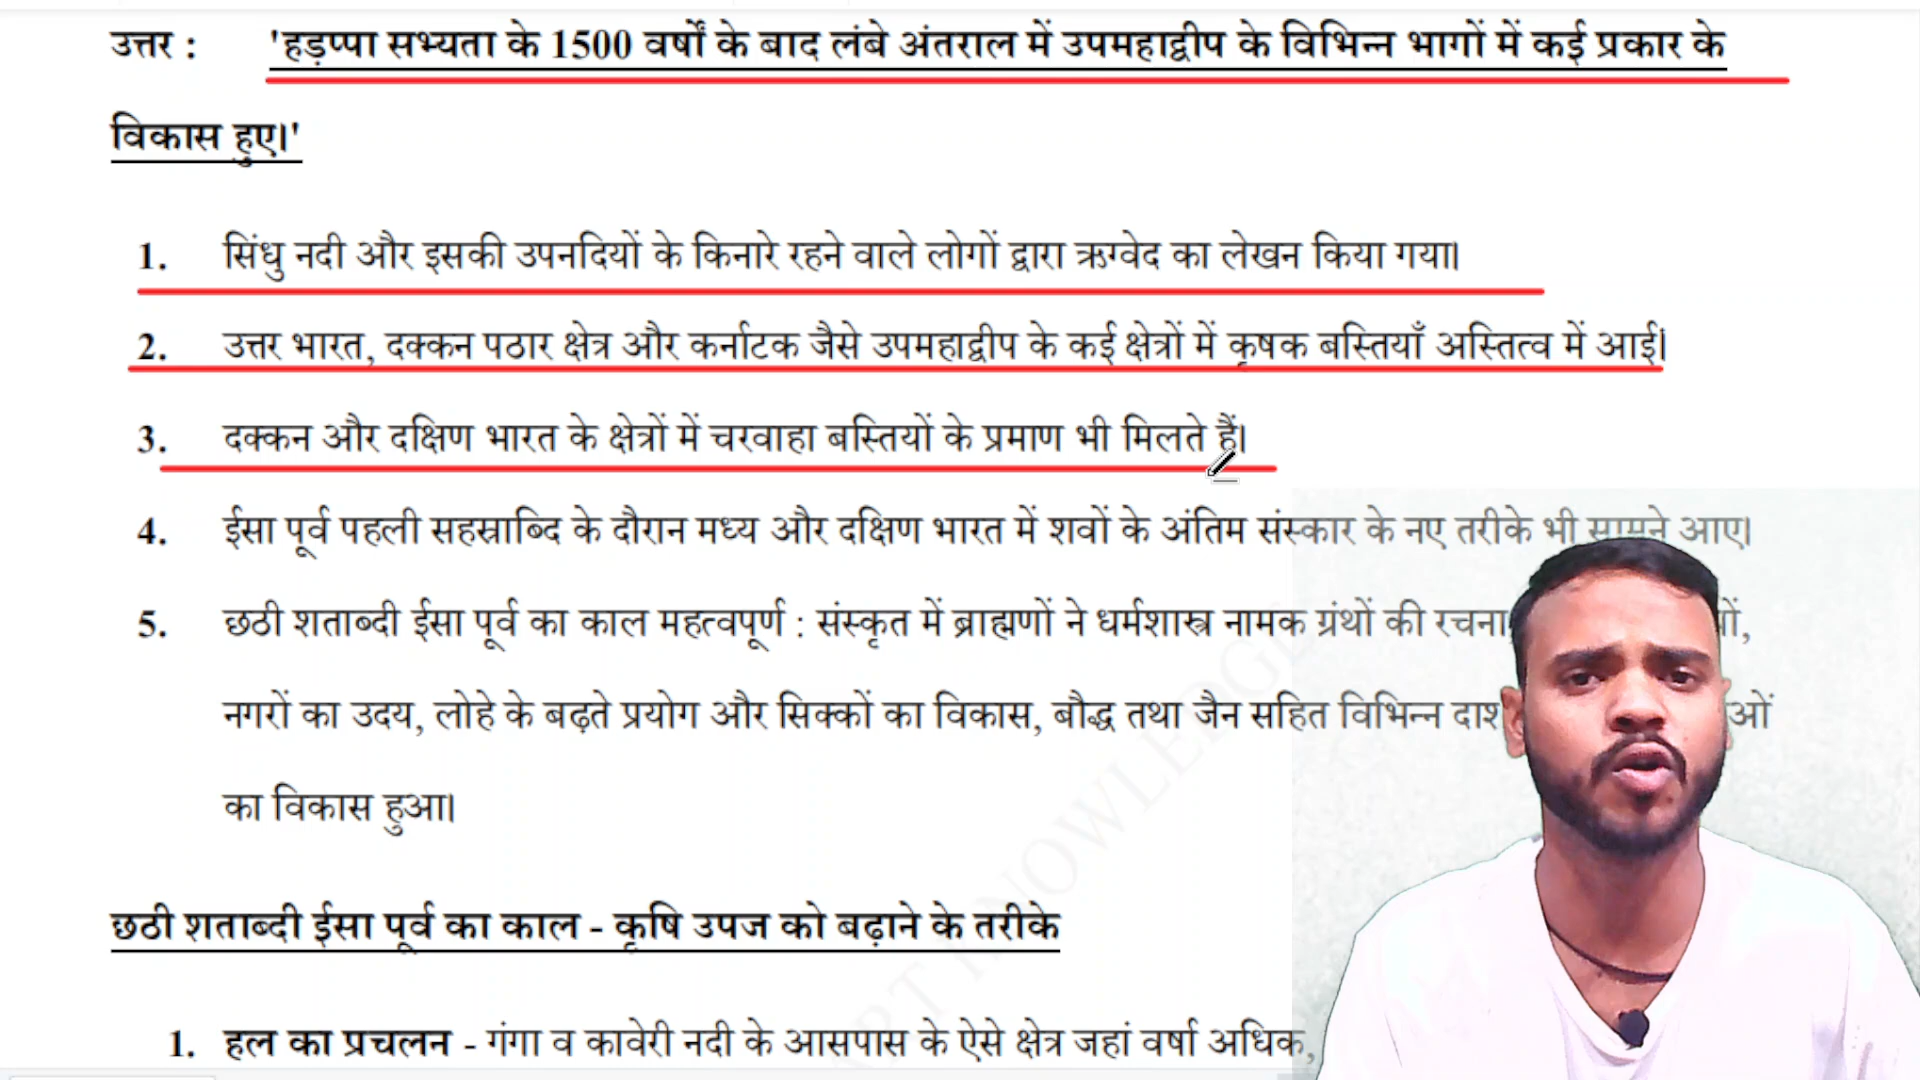 उत्तर : 'हड़प्पा सभ्यता के 1500 वर्षों के बाद लंबे अंतराल में उपमहाद्वीप के विभिन्न भागों में कई प्रकार के
विकास हुए।'
1. सिंधु नदी और इसकी उपनदियों के किनारे रहने वाले लोगों द्वारा ऋग्वेद का लेखन किया गया।
2. उत्तर भारत, दक्कन पठार क्षेत्र और कर्नाटक जैसे उपमहाद्वीप के कई क्षेत्रों में कृषक बस्तियाँ अस्तित्व में आई।
3. दक्कन और दक्षिण भारत के क्षेत्रों में चरवाहा बस्तियों के प्रमाण भी मिलते हैं।
4. ईसा पूर्व पहली सहस्राब्दि के दौरान मध्य और दक्षिण भारत में शवों के अंतिम संस्कार के नए तरीके भी सामने आए।
5. छठी शताब्दी ईसा पूर्व का काल महत्वपूर्ण : संस्कृत में ब्राह्मणों ने धर्मशास्त्र नामक ग्रंथों की रचना
नगरों का उदय, लोहे के बढ़ते प्रयोग और सिक्कों का विकास, बौद्ध तथा जैन सहित विभिन्न
का विकास हुआ।
छठी शताब्दी ईसा पूर्व का काल - कृषि उपज को बढ़ाने के तरीके
1. हल का प्रचलन - गंगा व कावेरी नदी के आसपास के ऐसे क्षेत्र जहां वर्षा अधिक,